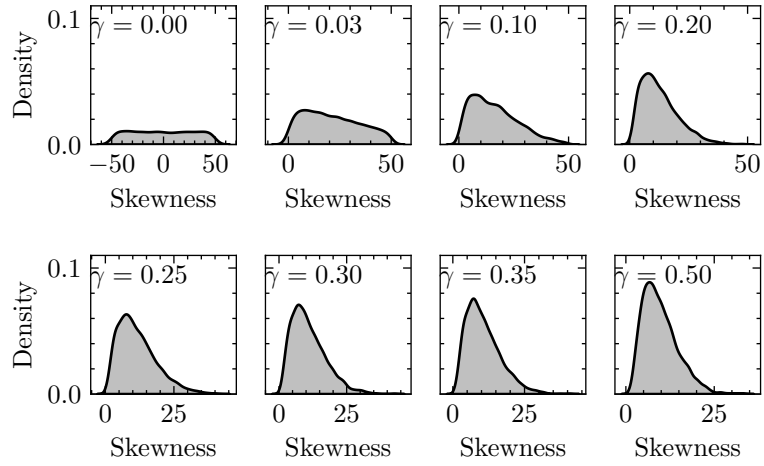 0.1
γ = 0.00
γ = 0.03
γ = 0.10
γ = 0.20
Density
0.0
−50 0 50
0 50
0 50
0 50
Skewness
Skewness
Skewness
Skewness
0.1
γ = 0.25
γ = 0.30
γ = 0.35
γ = 0.50
Density
0.0
0 25
0 25
0 25
0 25
Skewness
Skewness
Skewness
Skewness